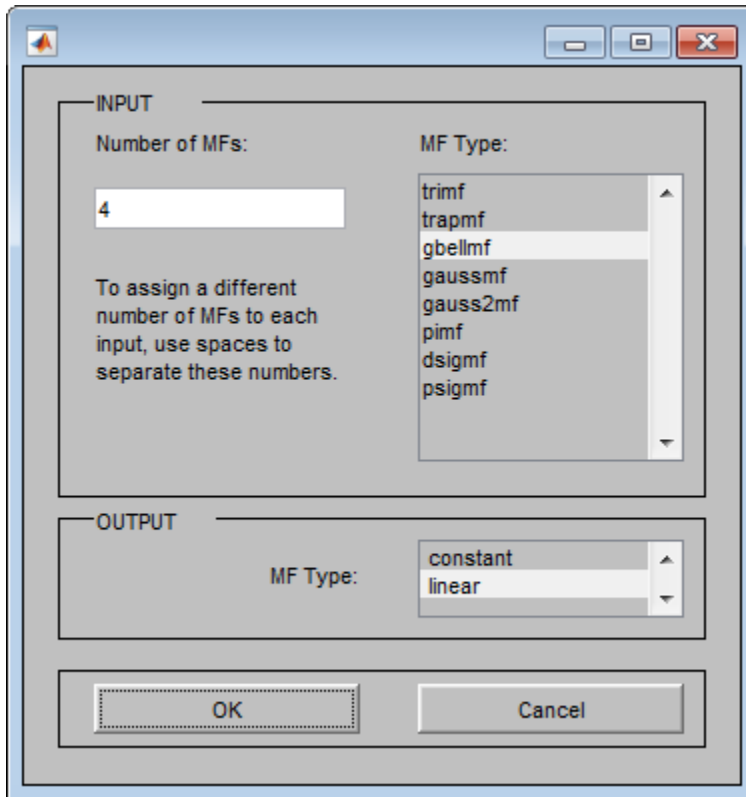 INPUT
Number of MFs:
4
To assign a different
number of MFs to each
input, use spaces to
separate these numbers.
MF Type:
trimf
trapmf
gbellmf
gaussmf
gauss2mf
pimf
dsigmf
psigmf
OUTPUT
MF Type:
constant
linear
OK
Cancel